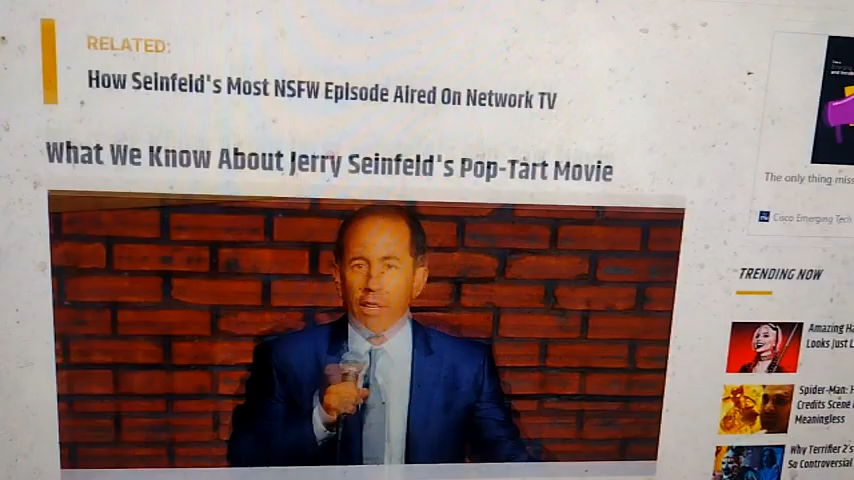 RELATED:
How Seinfeld's Most NSFW Episode Aired On Network TV
What We Know About Jerry Seinfeld's Pop-Tart Movie
The only thing miss
Cisco Emerging Tech
TRENDING NOW
Amazing Ha
Looks Just L
Spider-Man:
Credits Scene
Meaningless
Why Terrifier 2's
So Controversial